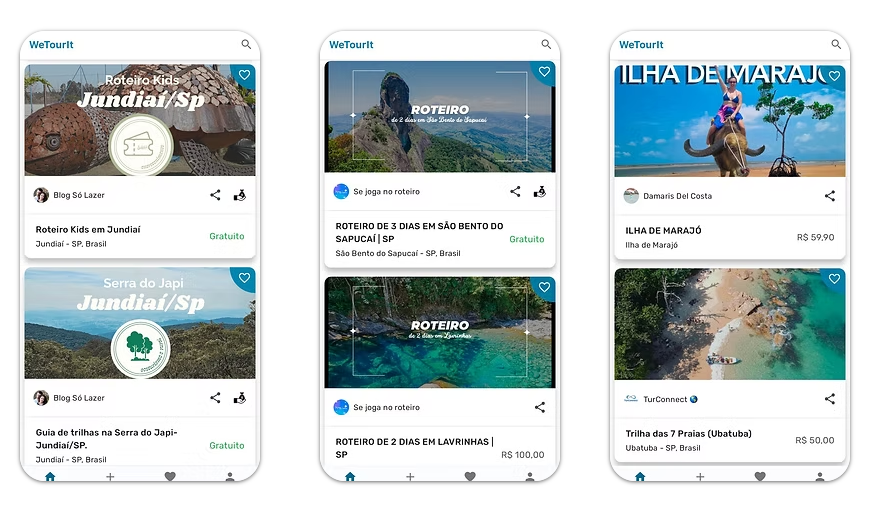 WeTourIt
Roteiro Kids
Jundiaí/Sp
Blog Só Lazer
Roteiro Kids em Jundiaí
Jundiaí - SP, Brasil
Gratuito
Serra do Japi
Jundiaí/Sp
Blog Só Lazer
Guia de trilhas na Serra do Japi-
Jundiaí/SP.
Jundiaí - SP, Brasil
Gratuito
WeTourIt
ROTEIRO
de 2 dias em São Bento do Sapucaí
Se joga no roteiro
ROTEIRO DE 3 DIAS EM SÃO BENTO DO
SAPUCAÍ | SP
São Bento do Sapucaí - SP, Brasil
Gratuito
ROTEIRO
de 2 dias em Lavrinhas
Se joga no roteiro
ROTEIRO DE 2 DIAS EM LAVRINHAS |
SP
R$ 100,00
WeTourIt
ILHA DE MARAJÓ
Damaris Del Costa
ILHA DE MARAJÓ
Ilha de Marajó
R$ 59,90
TurConnect
Trilha das 7 Praias (Ubatuba)
Ubatuba - SP, Brasil
R$ 50,00